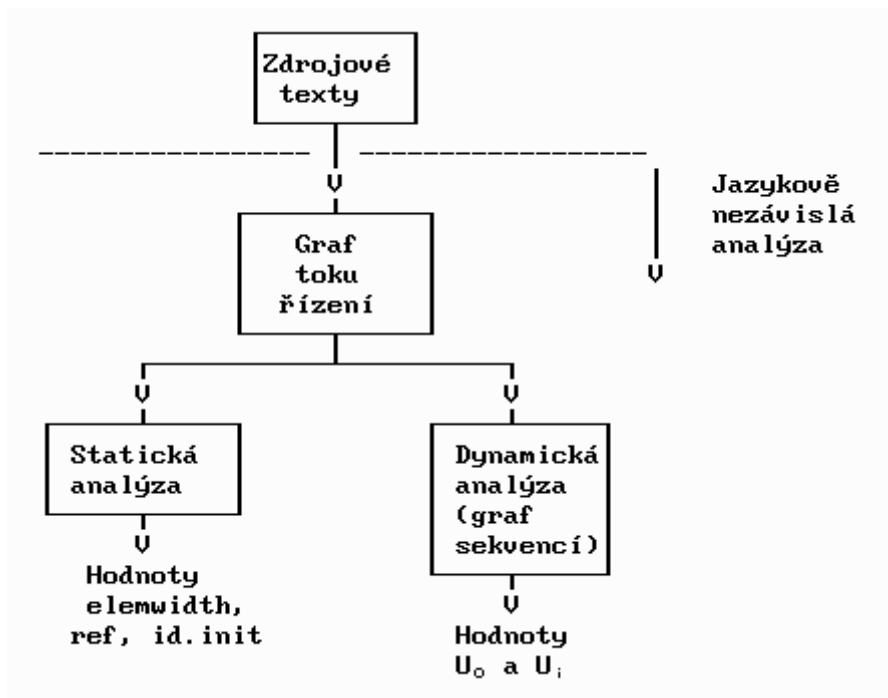 Zdrojové
texty
V
Jazykově
nezávislá
analýza
V
Graf
toku
řízení
V
V
Statická
analýza
V
Hodnoty
elemwidth,
ref, id.init
Dynamická
analýza
(graf
sekvencí)
V
Hodnoty
U₀ a Uᵢ